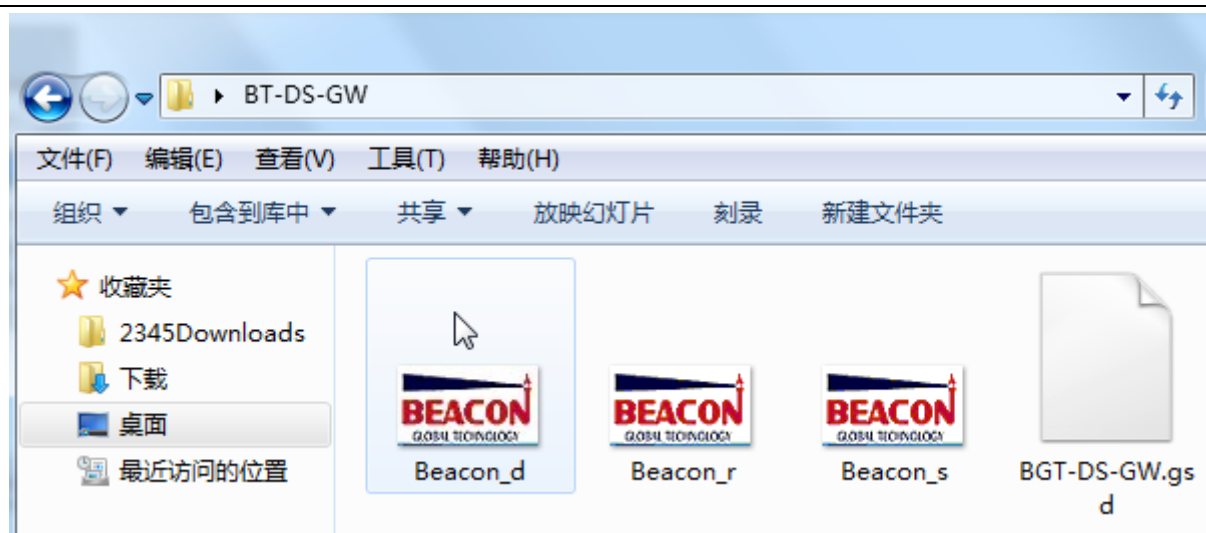 BT-DS-GW
文件(F) 编辑(E) 查看(V) 工具(T) 帮助(H)
组织 包含到库中 共享 放映幻灯片 刻录 新建文件夹
收藏夹
2345Downloads
下载
桌面
最近访问的位置
BEACON BEACON BEACON
GLOBAL TECHNOLOGY GLOBAL TECHNOLOGY GLOBAL TECHNOLOGY
Beacon_d Beacon_r Beacon_s BGT-DS-GW.gs
d